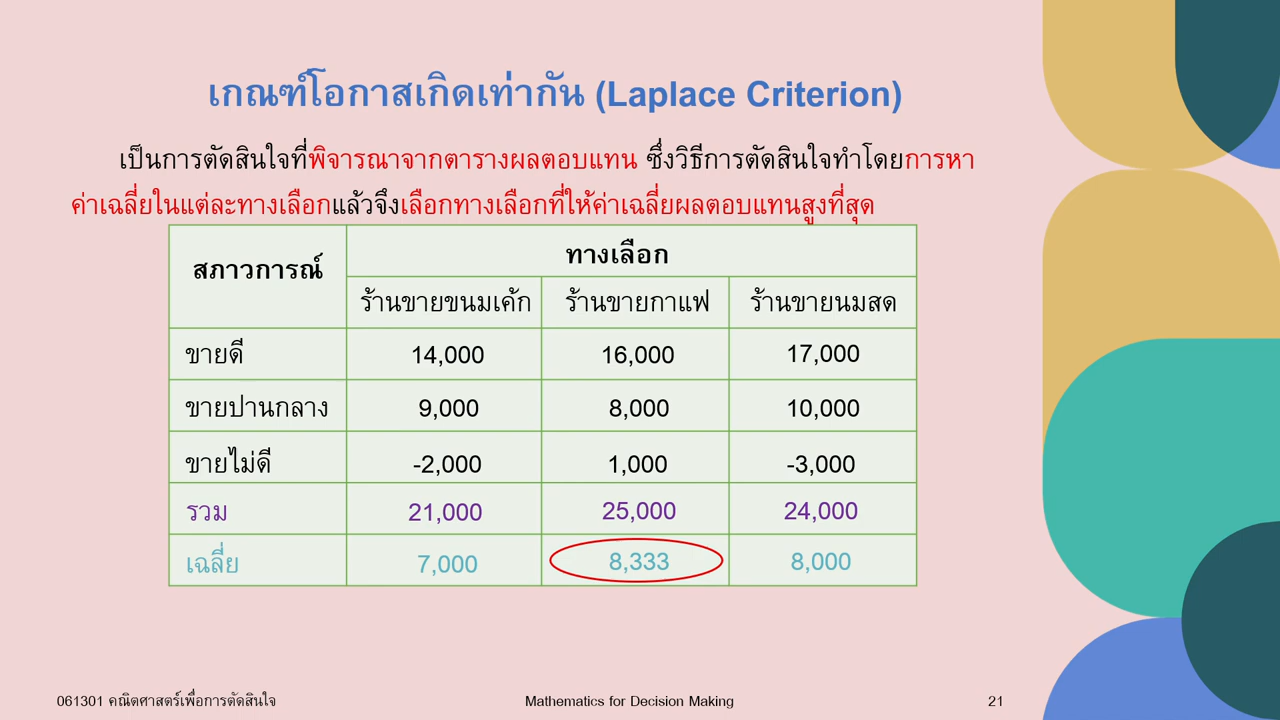 เกณฑ์โอกาสเกิดเท่ากัน (Laplace Criterion)
เป็นการตัดสินใจที่พิจารณาจากตารางผลตอบแทน ซึ่งวิธีการตัดสินใจทำโดยการหา
ค่าเฉลี่ยในแต่ละทางเลือกแล้วจึงเลือกทางเลือกที่ให้ค่าเฉลี่ยผลตอบแทนสูงที่สุด
สภาวการณ์ ทางเลือก
ร้านขายขนมเค้ก ร้านขายกาแฟ ร้านขายนมสด
ขายดี 14,000 16,000 17,000
ขายปานกลาง 9,000 8,000 10,000
ขายไม่ดี -2,000 1,000 -3,000
รวม 21,000 25,000 24,000
เฉลี่ย 7,000 8,333 8,000
061301 คณิตศาสตร์เพื่อการตัดสินใจ Mathematics for Decision Making 21